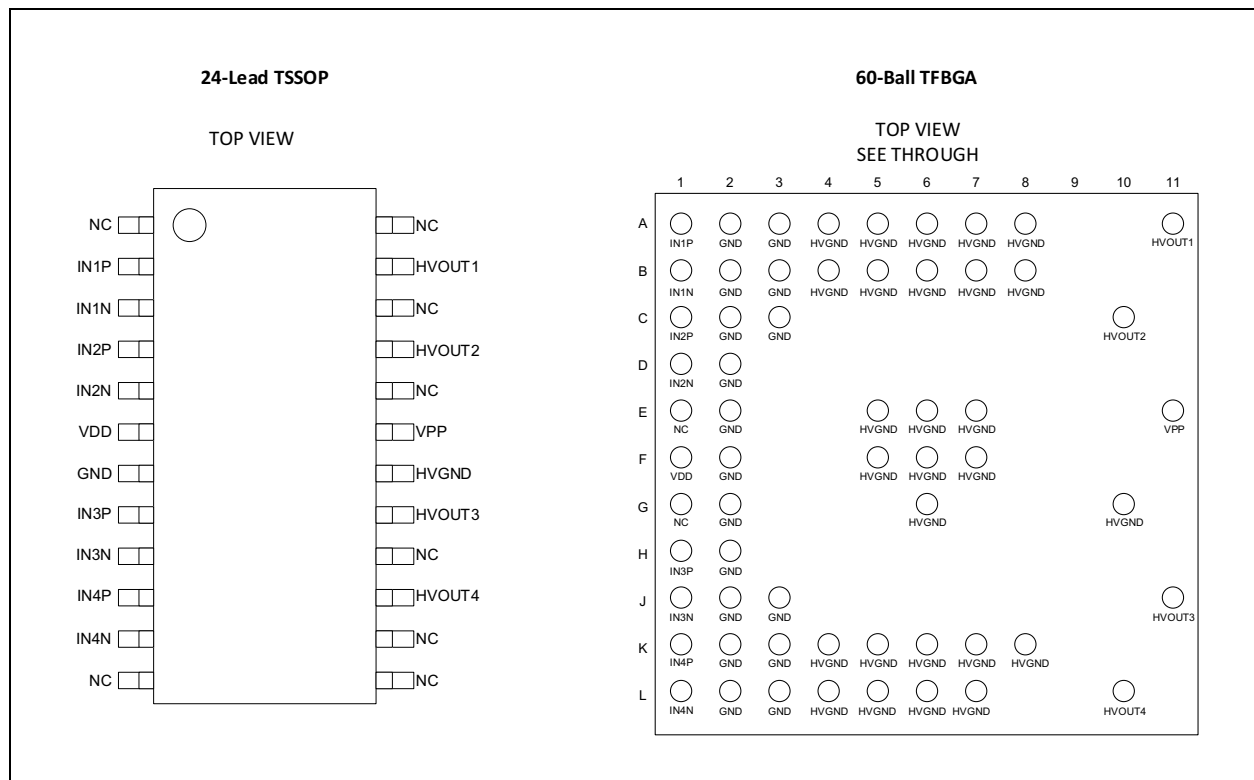 24-Lead TSSOP
TOP VIEW
NC
NC
IN1P
HVOUT1
IN1N
NC
IN2P
HVOUT2
IN2N
NC
VDD
VPP
GND
HVGND
IN3P
HVOUT3
IN3N
NC
IN4P
HVOUT4
IN4N
NC
NC
NC
60-Ball TFBGA
TOP VIEW
SEE THROUGH
1 2 3 4 5 6 7 8 9 10 11
A
IN1P GND GND HVGND HVGND HVGND HVGND HVGND HVOUT1
B
IN1N GND GND HVGND HVGND HVGND HVGND HVGND
C
IN2P GND GND HVOUT2
D
IN2N GND
E
NC GND HVGND HVGND HVGND VPP
F
VDD GND HVGND HVGND HVGND
G
NC GND HVGND HVGND
H
IN3P GND
J
IN3N GND GND HVOUT3
K
IN4P GND GND HVGND HVGND HVGND HVGND HVGND
L
IN4N GND GND HVGND HVGND HVGND HVGND HVOUT4